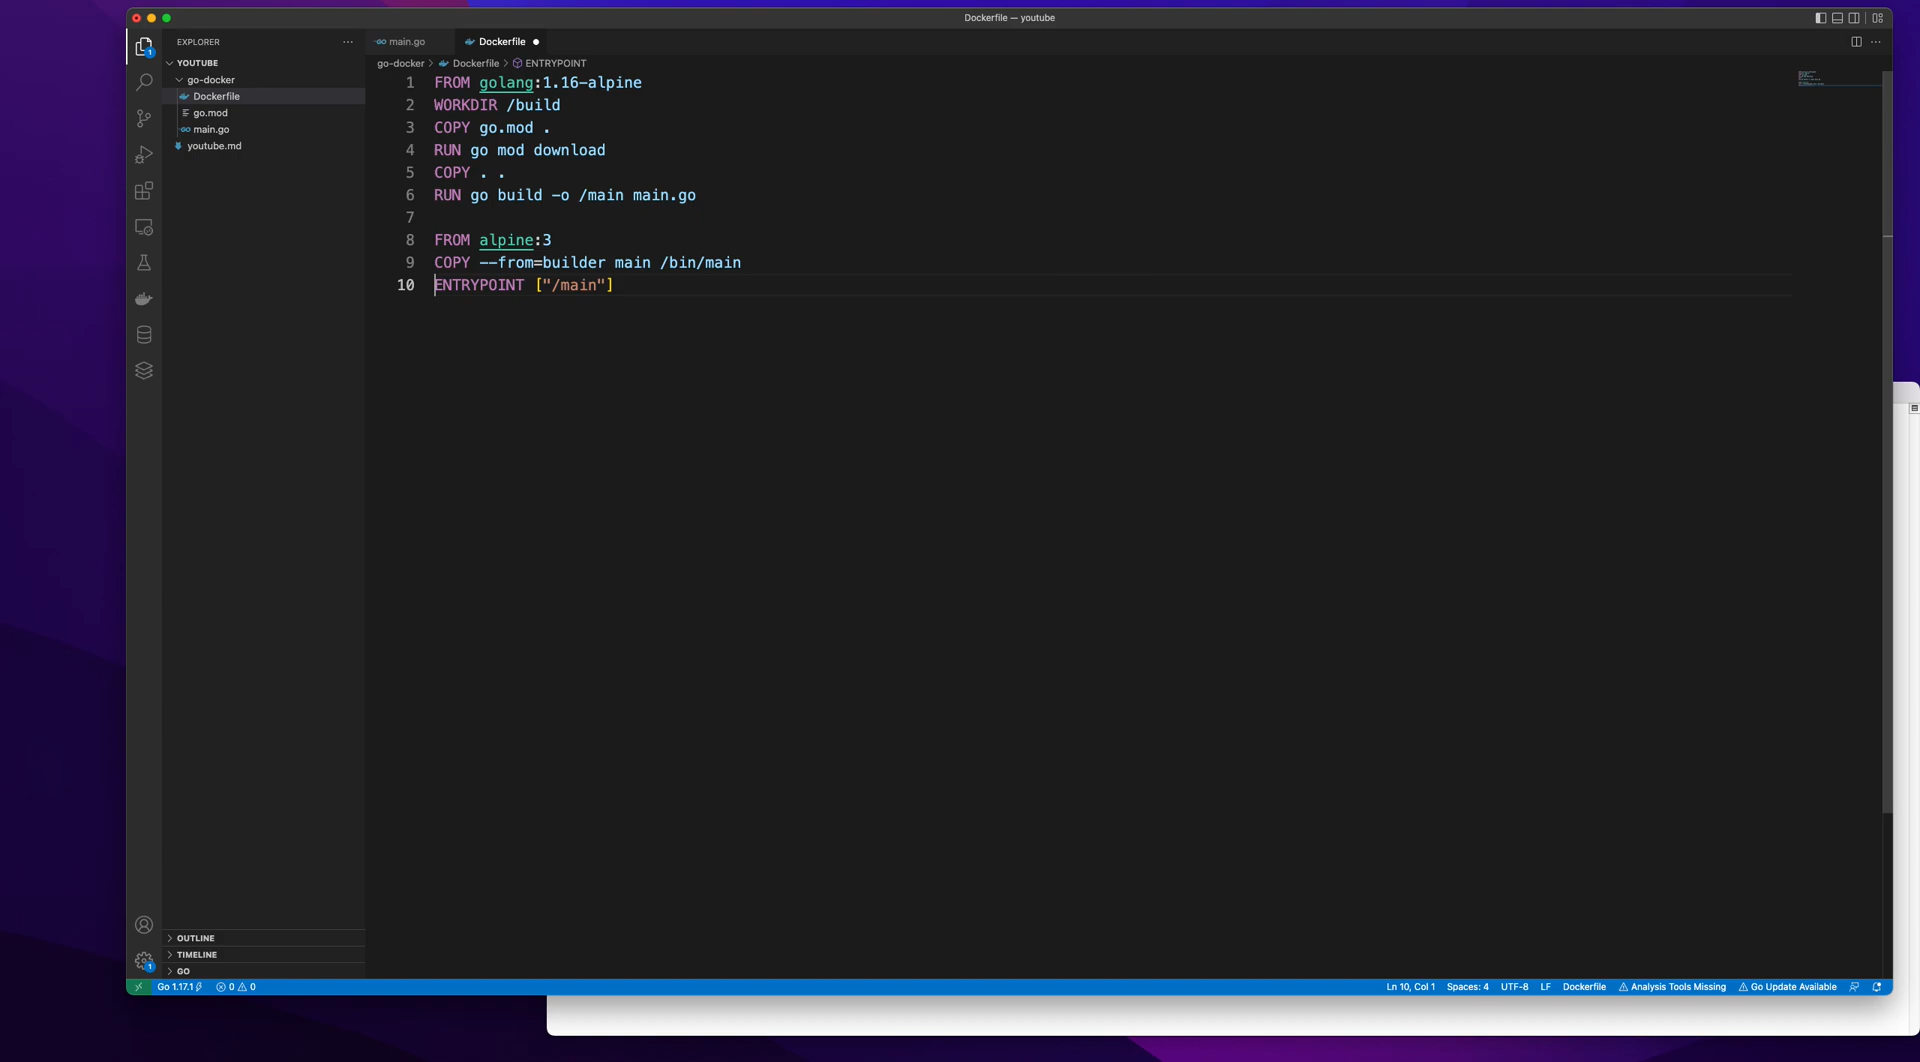 Dockerfile — youtube
EXPLORER
YOUTUBE
go-docker
Dockerfile
go.mod
main.go
youtube.md
OUTLINE
TIMELINE
GO
main.go
Dockerfile
go-docker > Dockerfile > ENTRYPOINT
1 FROM golang:1.16-alpine
2 WORKDIR /build
3 COPY go.mod .
4 RUN go mod download
5 COPY . .
6 RUN go build -o /main main.go
7
8 FROM alpine:3
9 COPY --from=builder main /bin/main
10 ENTRYPOINT ["/main"]
1
1
Go 1.17.1 0 0 Ln 10, Col 1 Spaces: 4 UTF-8 LF Dockerfile Analysis Tools Missing Go Update Available